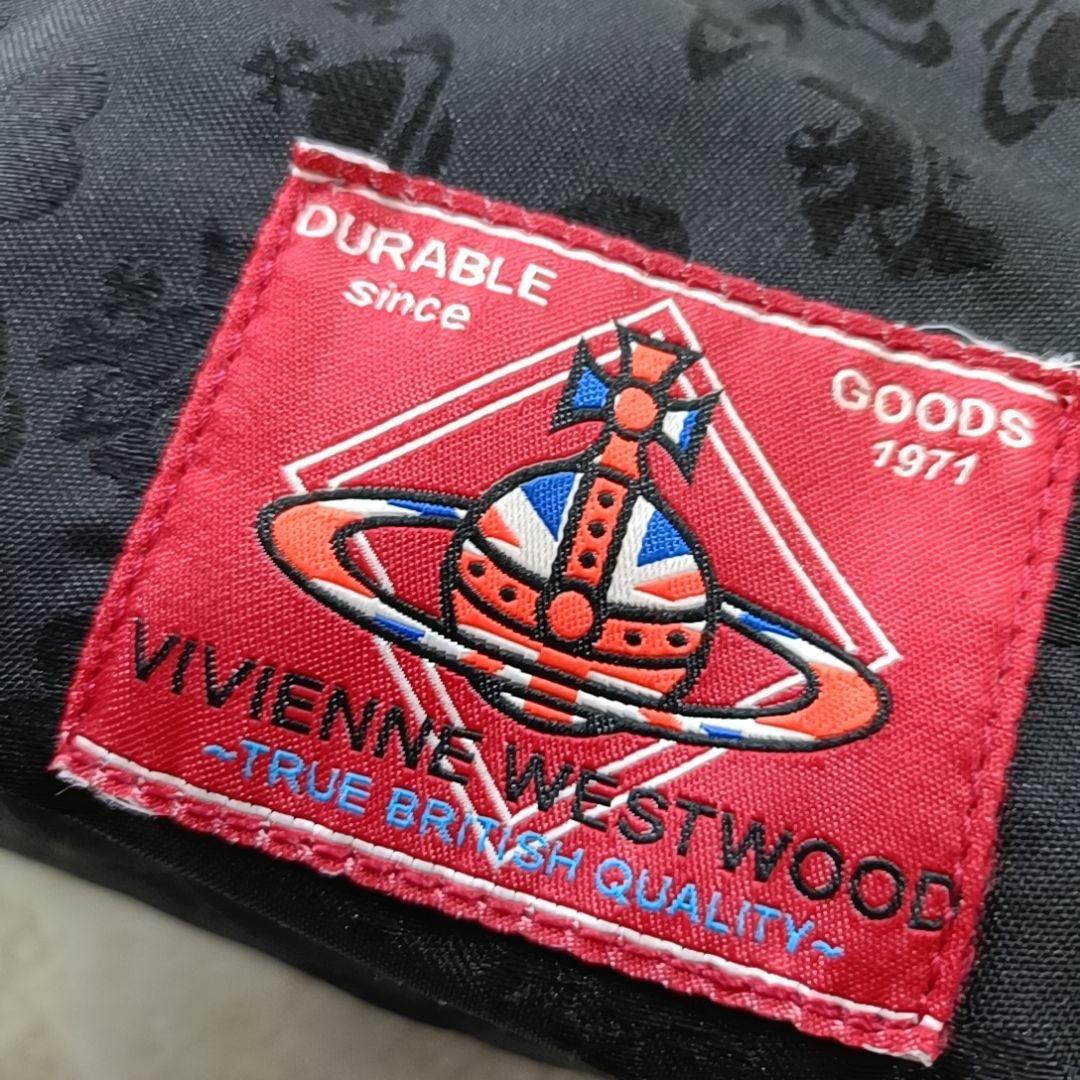 DURABLE GOODS
since 1971
VIVIENNE WESTWOOD
~TRUE BRITISH QUALITY~